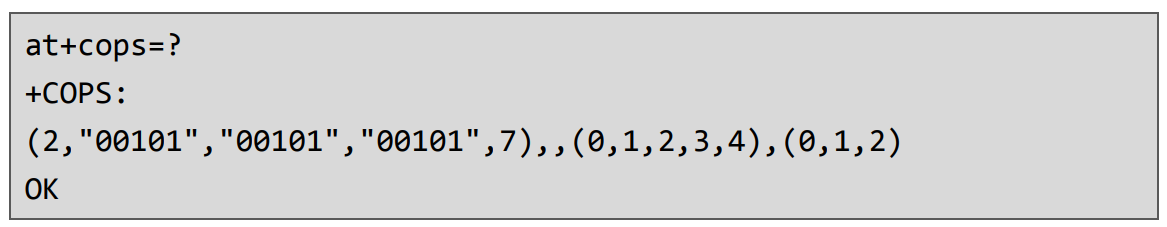 at+cops=?
+COPS:
(2,"00101","00101","00101",7),,(0,1,2,3,4),(0,1,2)
OK